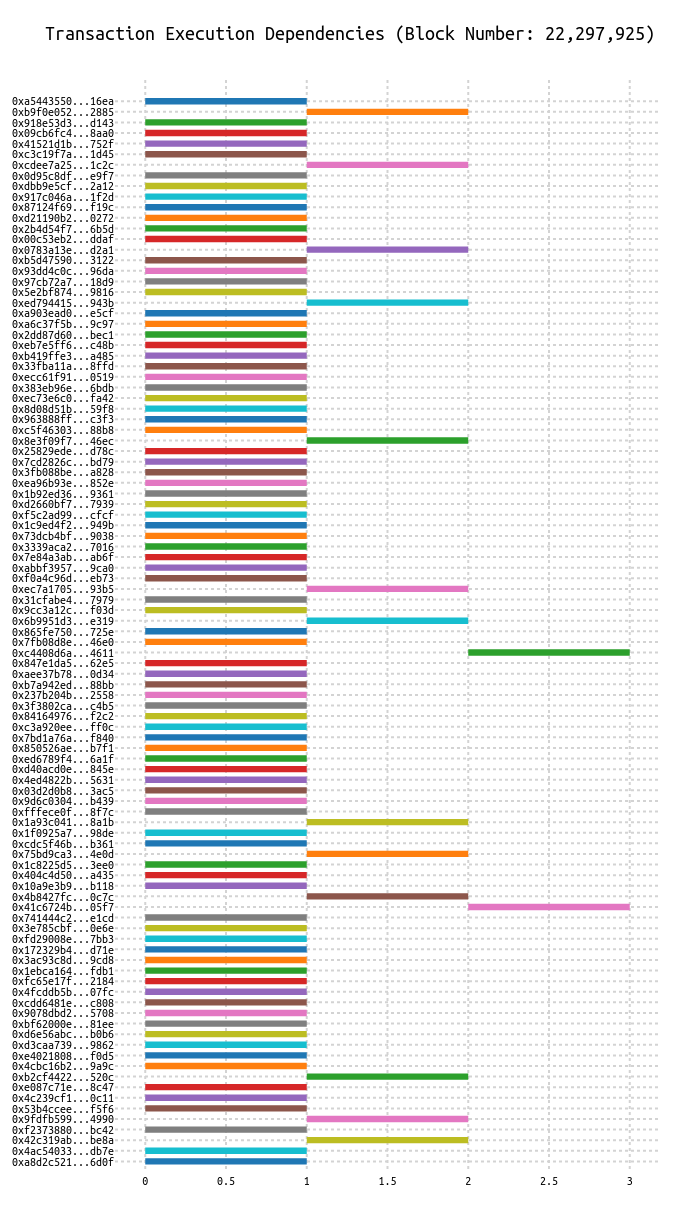 Transaction Execution Dependencies (Block Number: 22,297,925)
0xa5443550...16ea
0xb9f0e052...2885
0x918e53d3...d143
0x09cb6fc4...8aa0
0x41521d1b...752f
0xc3c19f7a...1d45
0xcdee7a25...1c2c
0x0d95c8df...e9f7
0xdbb9e5cf...2a12
0x917c046a...1f2d
0x87124f69...f19c
0xd21190b2...0272
0x2b4d54f7...6b5d
0x00c53eb2...ddaf
0x0783a13e...d2a1
0xb5d47590...3122
0x93dd4c0c...96da
0x97cb72a7...18d9
0x5e2bf874...9816
0xed794415...943b
0xa903ead0...e5cf
0xa6c37f5b...9c97
0x2dd87d60...bec1
0xeb7e5ff6...c48b
0xb419ffe3...a485
0x33fba11a...8ffd
0xecc61f91...0519
0x383eb96e...6bdb
0xec73e6c0...fa42
0x8d08d51b...59f8
0x963888ff...c3f3
0xc5f46303...88b8
0x8e3f09f7...46ec
0x25829ede...d78c
0x7cd2826c...bd79
0x3fb088be...a828
0xea96b93e...852e
0x1b92ed36...9361
0xd2660bf7...7939
0xf5c2ad99...cfcf
0x1c9ed4f2...949b
0x73dcb4bf...9038
0x3339aca2...7016
0x7e84a3ab...ab6f
0xabbf3957...9ca0
0xf0a4c96d...eb73
0xec7a1705...93b5
0x31cfabe4...7979
0x9cc3a12c...f03d
0x6b9951d3...e319
0x865fe750...725e
0x7fb08d8e...46e0
0xc4408d6a...4611
0x847e1da5...62e5
0xaee37b78...0d34
0xb7a942ed...88bb
0x237b204b...2558
0x3f3802ca...c4b5
0x84164976...f2c2
0xc3a920ee...ff0c
0x7bd1a76a...f840
0x850526ae...b7f1
0xed6789f4...6a1f
0xd40acd0e...845e
0x4ed4822b...5631
0x03d2d0b8...3ac5
0x9d6c0304...b439
0xfffece0f...8f7c
0x1a93c041...8a1b
0x1f0925a7...98de
0xcdc5f46b...b361
0x75bd9ca3...4e0d
0x1c8225d5...3ee0
0x404c4d50...a435
0x10a9e3b9...b118
0x4b8427fc...0c7c
0x41c6724b...05f7
0x741444c2...e1cd
0x3e785cbf...0e6e
0xfd29008e...7bb3
0x172329b4...d71e
0x3ac93c8d...9cd8
0x1ebca164...fdb1
0xfc65e17f...2184
0x4fcddb5b...07fc
0xcdd6481e...c808
0x9078dbd2...5708
0xbf62000e...81ee
0xd6e56abc...b0b6
0xd3caa739...9862
0xe4021808...f0d5
0x4cbc16b2...9a9c
0xb2cf4422...520c
0xe087c71e...8c47
0x4c239cf1...0c11
0x53b4ccee...f5f6
0x9fdfb599...4990
0xf2373880...bc42
0x42c319ab...be8a
0x4ac54033...db7e
0xa8d2c521...6d0f
0 0.5 1 1.5 2 2.5 3